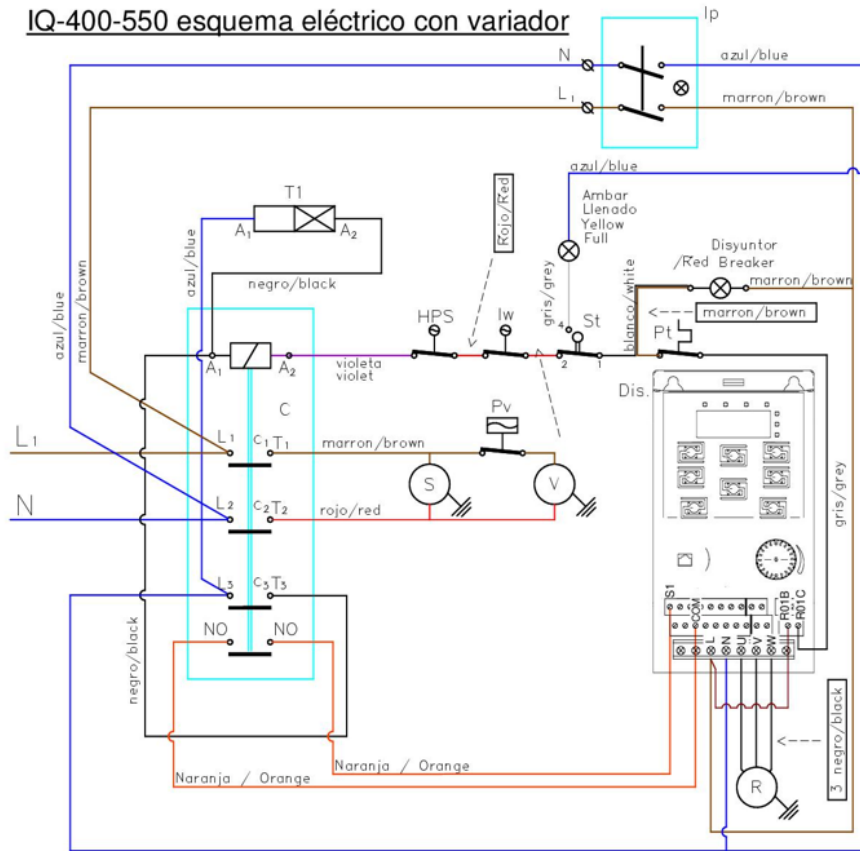 IQ-400-550 esquema eléctrico con variador
Ip
N
azul/blue
L1
marron/brown
azul/blue
T1
A1
A2
negro/black
azul/blue
marron/brown
azul/blue
Rojo/Red
Ambar
Llenado
Yellow
Full
gris/grey
Disyuntor
/Red Breaker
marron/brown
blanco/white
marron/brown
HPS
Iw
4
St
2
1
Pt
A1
A2
violeta
violet
C
Dis.
Pv
L1
L1
C1
T1
marron/brown
S
V
N
L2
C2
T2
rojo/red
gris/grey
L3
C3
T3
NO
NO
negro/black
S1
COM
R01B
R01C
L
N
U
V
W
Naranja / Orange
Naranja / Orange
3 negro/black
R